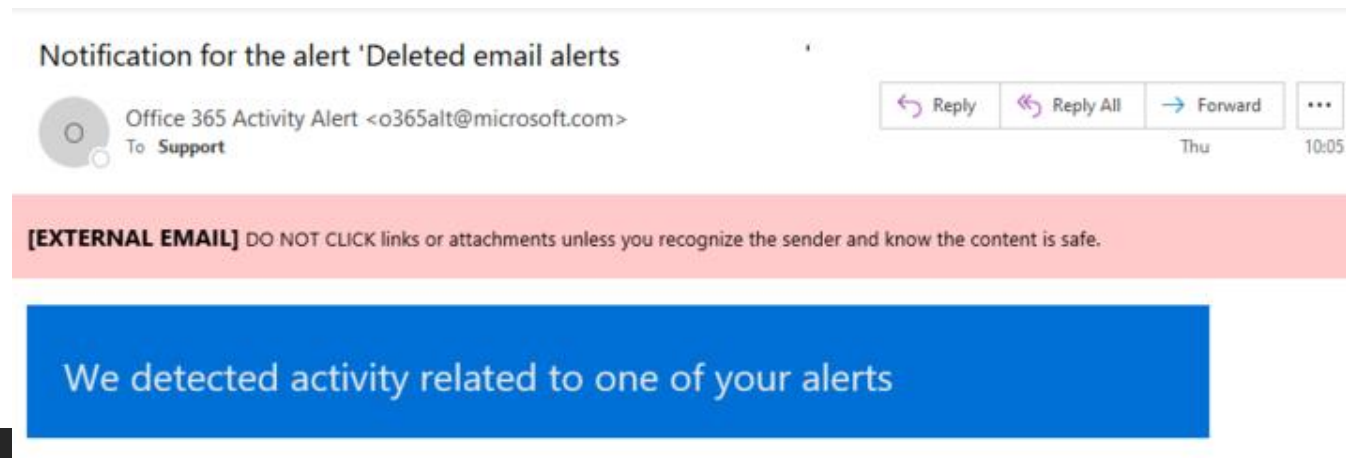 Notification for the alert 'Deleted email alerts '
O
Office 365 Activity Alert <o365alt@microsoft.com>
To Support
Reply Reply All Forward ...
Thu 10:05
[EXTERNAL EMAIL] DO NOT CLICK links or attachments unless you recognize the sender and know the content is safe.
We detected activity related to one of your alerts